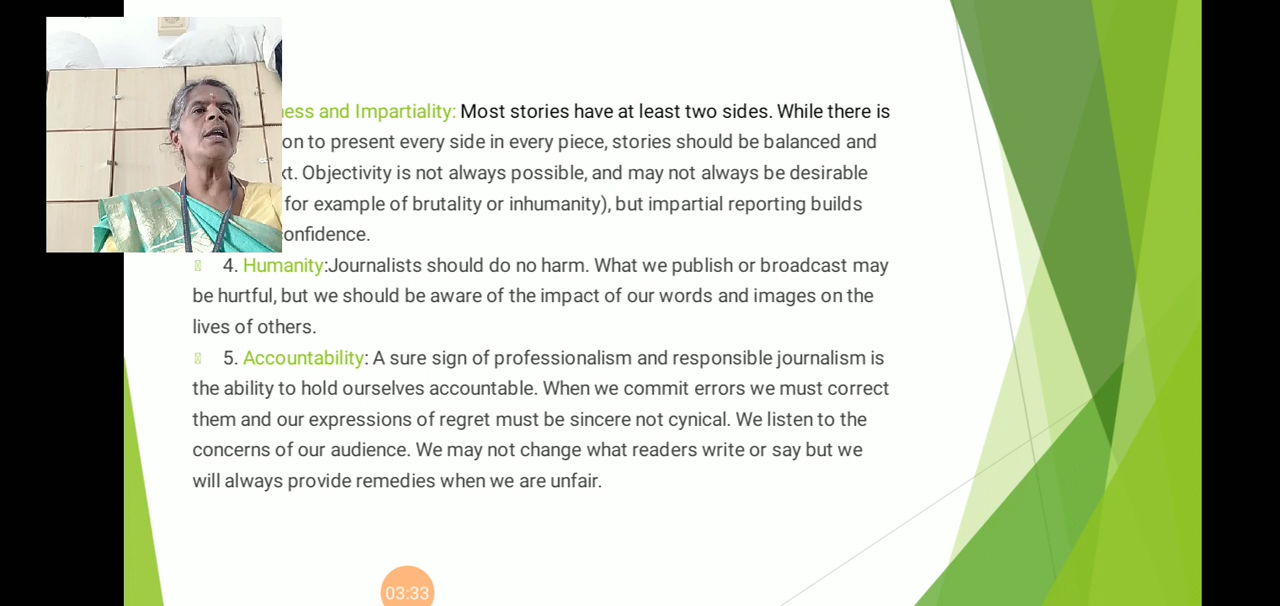 ness and Impartiality: Most stories have at least two sides. While there is
on to present every side in every piece, stories should be balanced and
xt. Objectivity is not always possible, and may not always be desirable
for example of brutality or inhumanity), but impartial reporting builds
confidence.
4. Humanity:Journalists should do no harm. What we publish or broadcast may
be hurtful, but we should be aware of the impact of our words and images on the
lives of others.
5. Accountability: A sure sign of professionalism and responsible journalism is
the ability to hold ourselves accountable. When we commit errors we must correct
them and our expressions of regret must be sincere not cynical. We listen to the
concerns of our audience. We may not change what readers write or say but we
will always provide remedies when we are unfair.
03:33